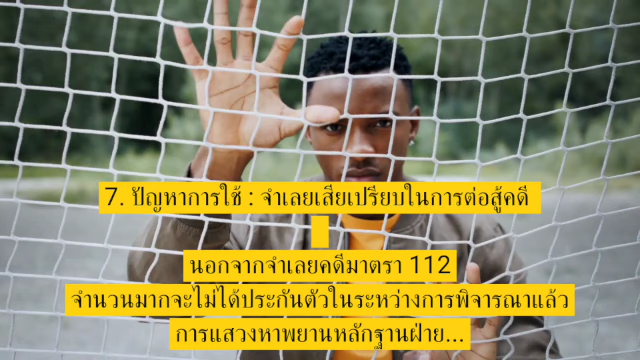 7. ปัญหาการใช้ : จำเลยเสียเปรียบในการต่อสู้คดี
นอกจากจำเลยคดีมาตรา 112
จำนวนมากจะไม่ได้ประกันตัวในระหว่างการพิจารณาแล้ว
การแสวงหาพยานหลักฐานฝ่าย...